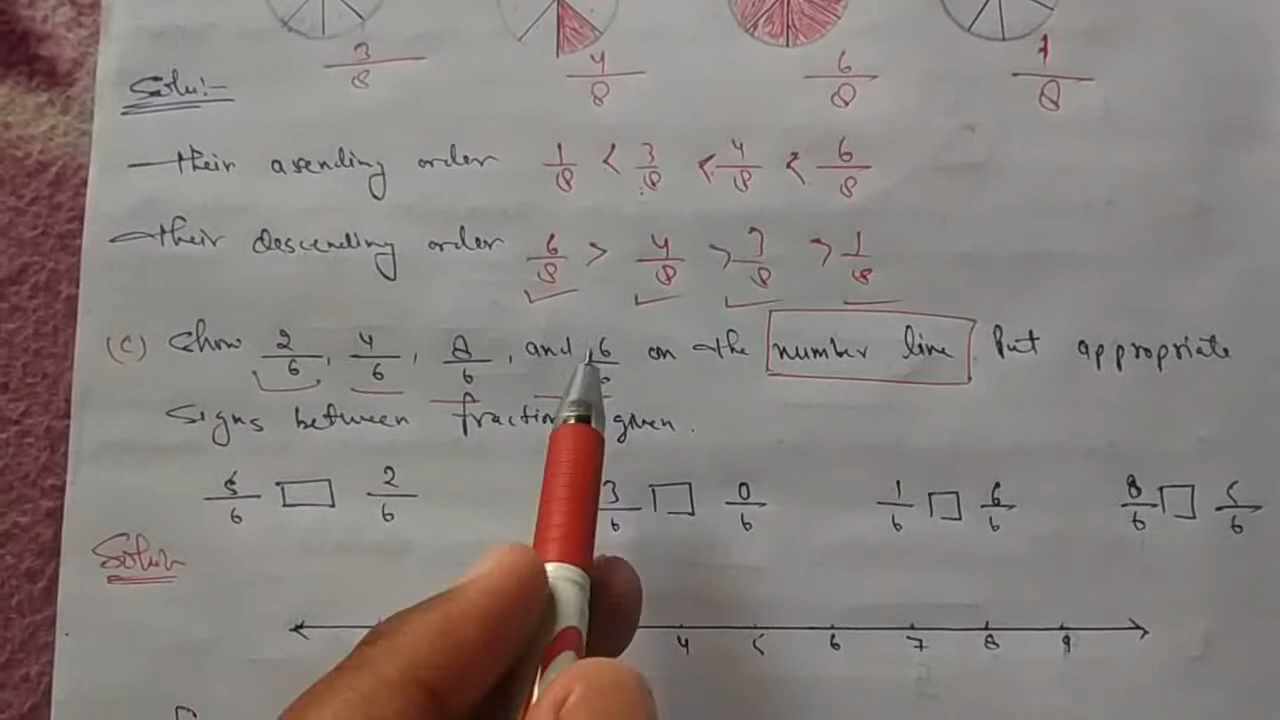 3/8 4/8 6/8 1/8
Solu:-
Their asending order 1/8 < 3/8 < 4/8 < 6/8
Their descending order 6/8 > 4/8 > 3/8 > 1/8
(C) Show 2/6, 4/6, 8/6, and 6/6 on the number line. Put appropriate
signs between fraction given.
5/6 □ 2/6 3/6 □ 0/6 1/6 □ 6/6 8/6 □ 5/6
Solu:
4 5 6 7 8 9